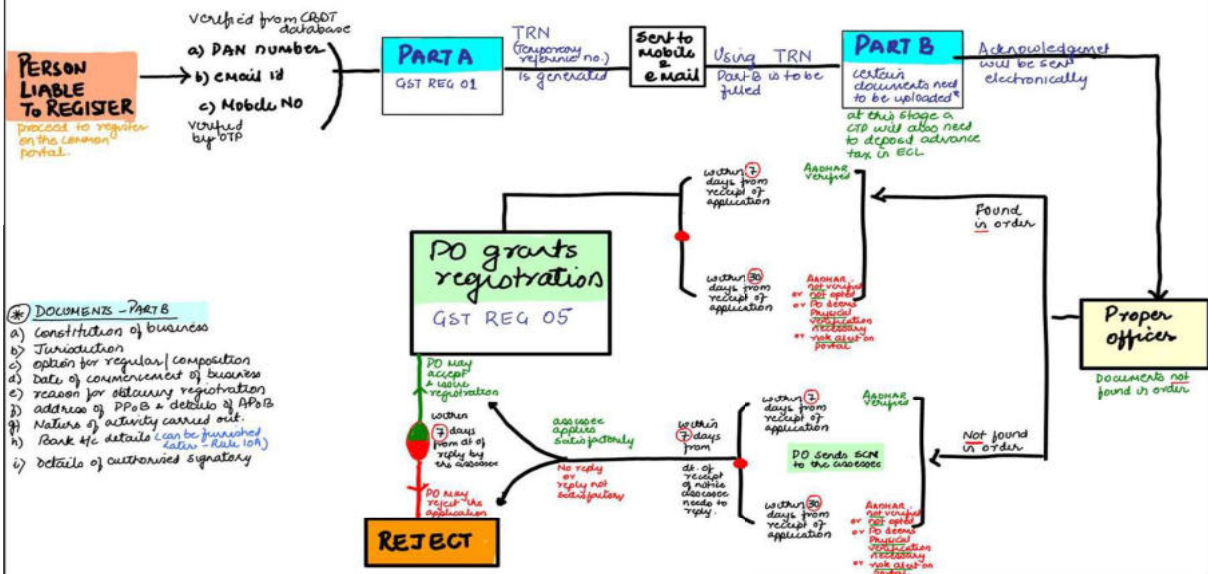 PERSON
LIABLE
TO REGISTER
proceed to register
on the common
portal.
verified from CBDT
database
a) PAN number
b) email id
c) Mobile No
verified
by OTP
PART A
GST REG 01
TRN
(Temporary
reference no.)
is generated
Sent to
Mobile
&
email
Using TRN
Part B is to be
filled
PART B
certain
documents need
to be uploaded*
at this stage a
CTP will also need
to deposit advance
tax in ECL
Acknowledgemet
will be sent
electronically
Proper
officer
Documents not
found in order
Found
in order
within 7
days from
receipt of
application
AADHAR
verified
within 30
days from
receipt of
application
AADHAR
not verified
or not opted
or PO deems
Physical
verification
necessary
or risk alert on
portal
PO grants
registration
GST REG 05
* DOCUMENTS - PART B
a) Constitution of business
b) Jurisdiction
c) option for regular/composition
d) Date of commencement of business
e) reason for obtaining registration
f) address of PPoB & details of APoB
g) Nature of activity carried out.
h) Bank A/c details (can be furnished
later - Rule 10A)
i) Details of authorised signatory
Not found
in order
within 7
days from
receipt of
application
AADHAR
verified
PO sends SCN
to the assessee
within 30
days from
receipt of
application
AADHAR
not verified
or not opted
or PO deems
Physical
verification
necessary
or risk alert on
portal
within
7 days
from
dt. of
receipt
of notice
assessee
needs to
reply.
assessee
applies
satisfactorily
No reply
or
reply not
satisfactory
PO may
accept
& issue
registration
within
7 days
from dt of
reply by
the assessee
PO may
reject the
application
REJECT